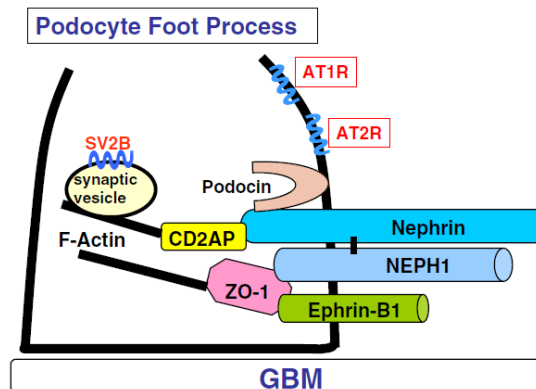 Podocyte Foot Process
AT1R
AT2R
SV2B
synaptic
vesicle
Podocin
Nephrin
F-Actin
CD2AP
NEPH1
ZO-1
Ephrin-B1
GBM